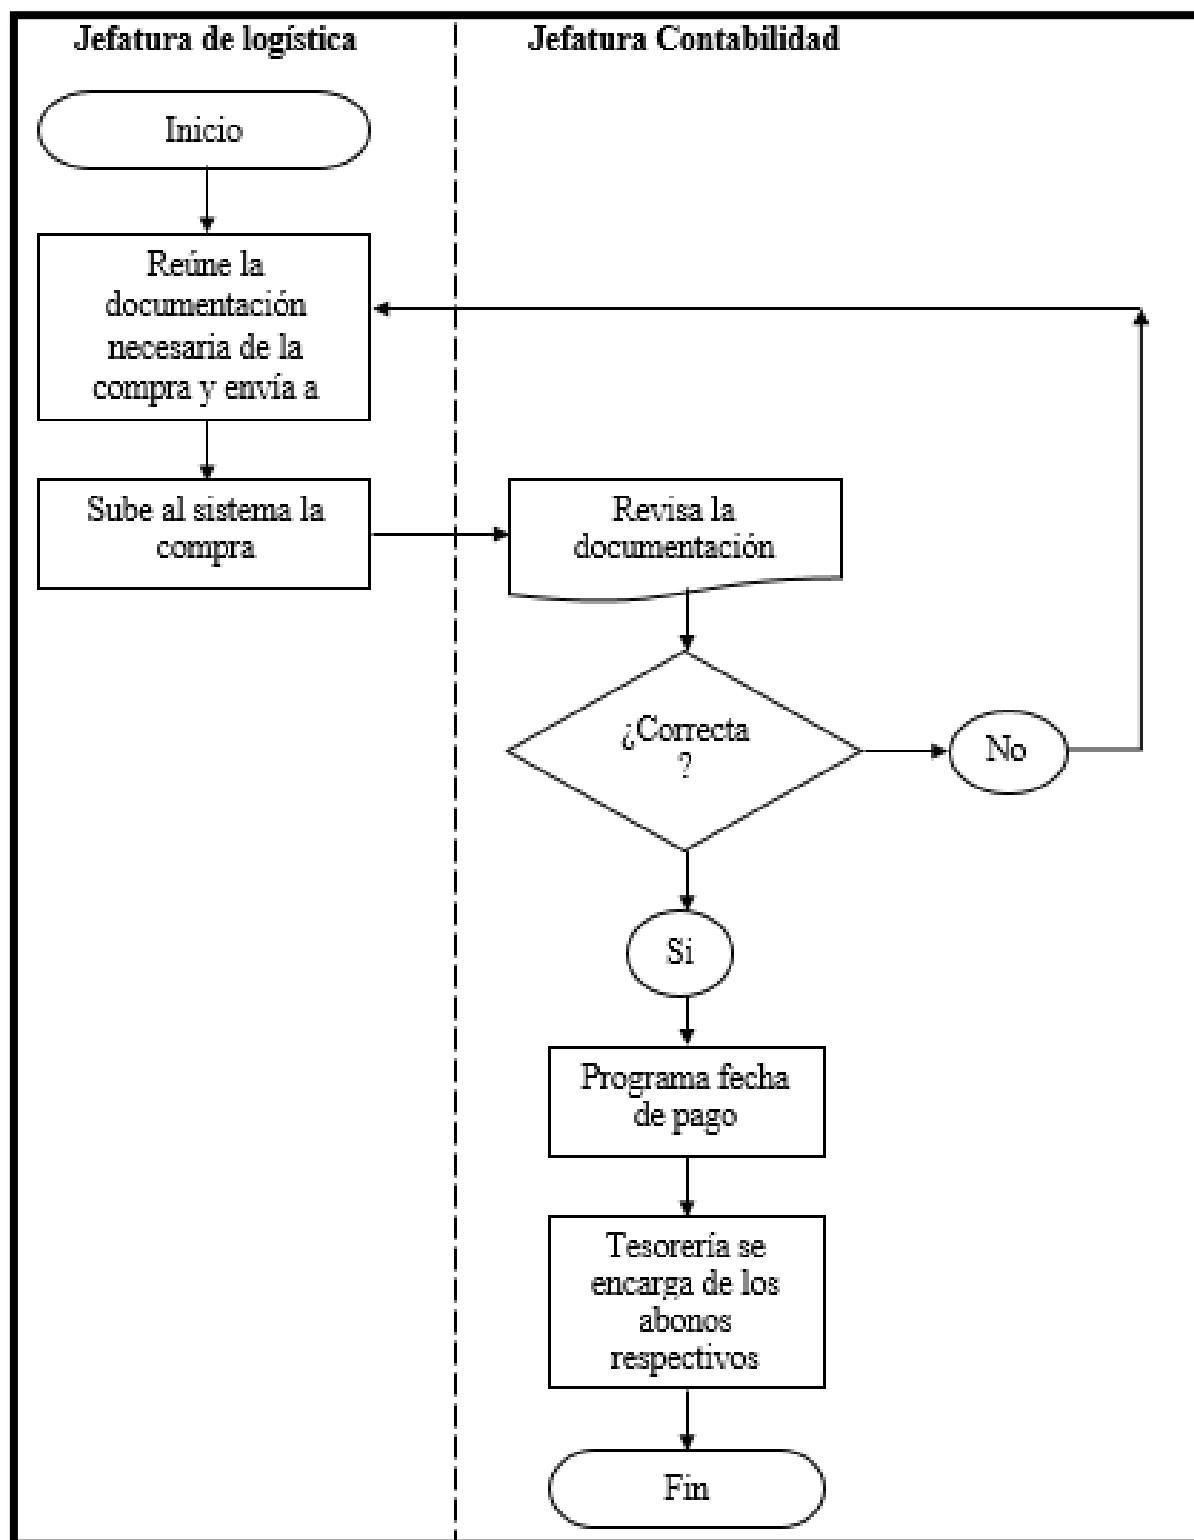 Jefatura de logística
Jefatura Contabilidad
Inicio
Reúne la
documentación
necesaria de la
compra y envía a
Sube al sistema la
compra
Revisa la
documentación
¿Correcta
?
No
Si
Programa fecha
de pago
Tesorería se
encarga de los
abonos
respectivos
Fin